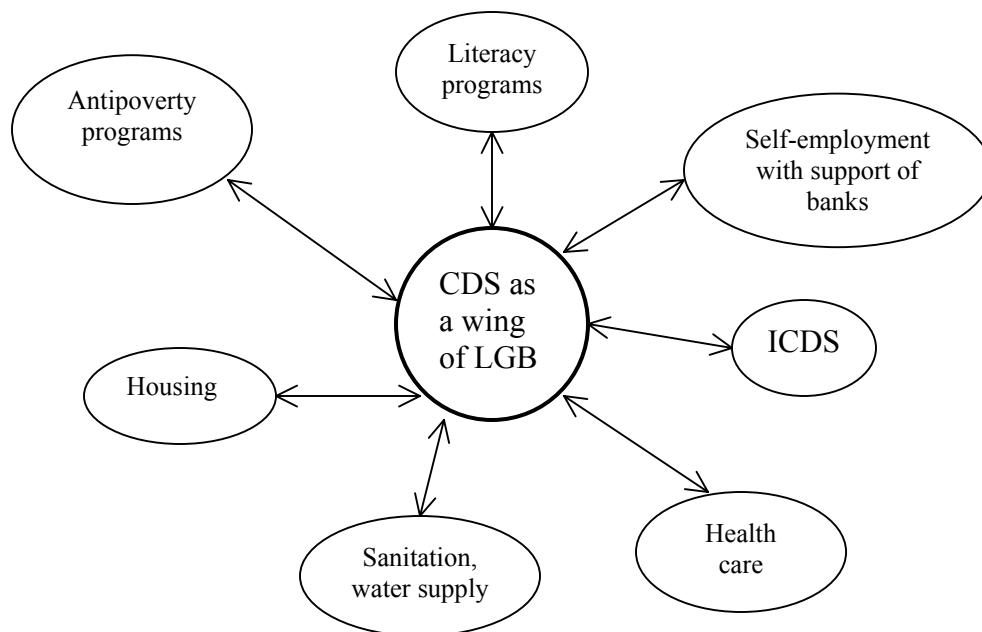 Literacy
programs
Antipoverty
programs
Self-employment
with support of
banks
CDS as
a wing
of LGB
ICDS
Housing
Health
care
Sanitation,
water supply